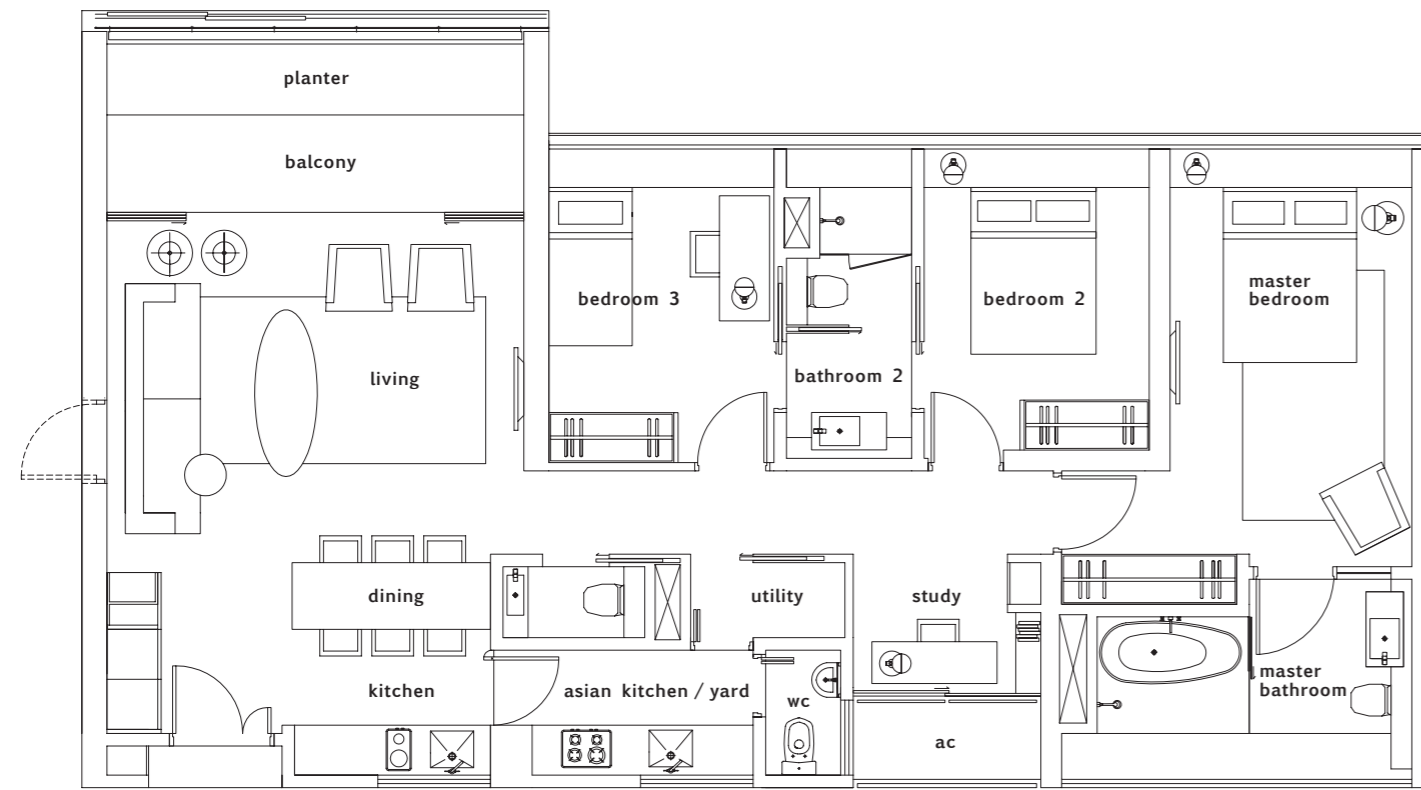 planter
balcony
bedroom 3
bedroom 2
master
bedroom
living
bathroom 2
dining
utility
study
kitchen
asian kitchen / yard
wc
master
bathroom
ac